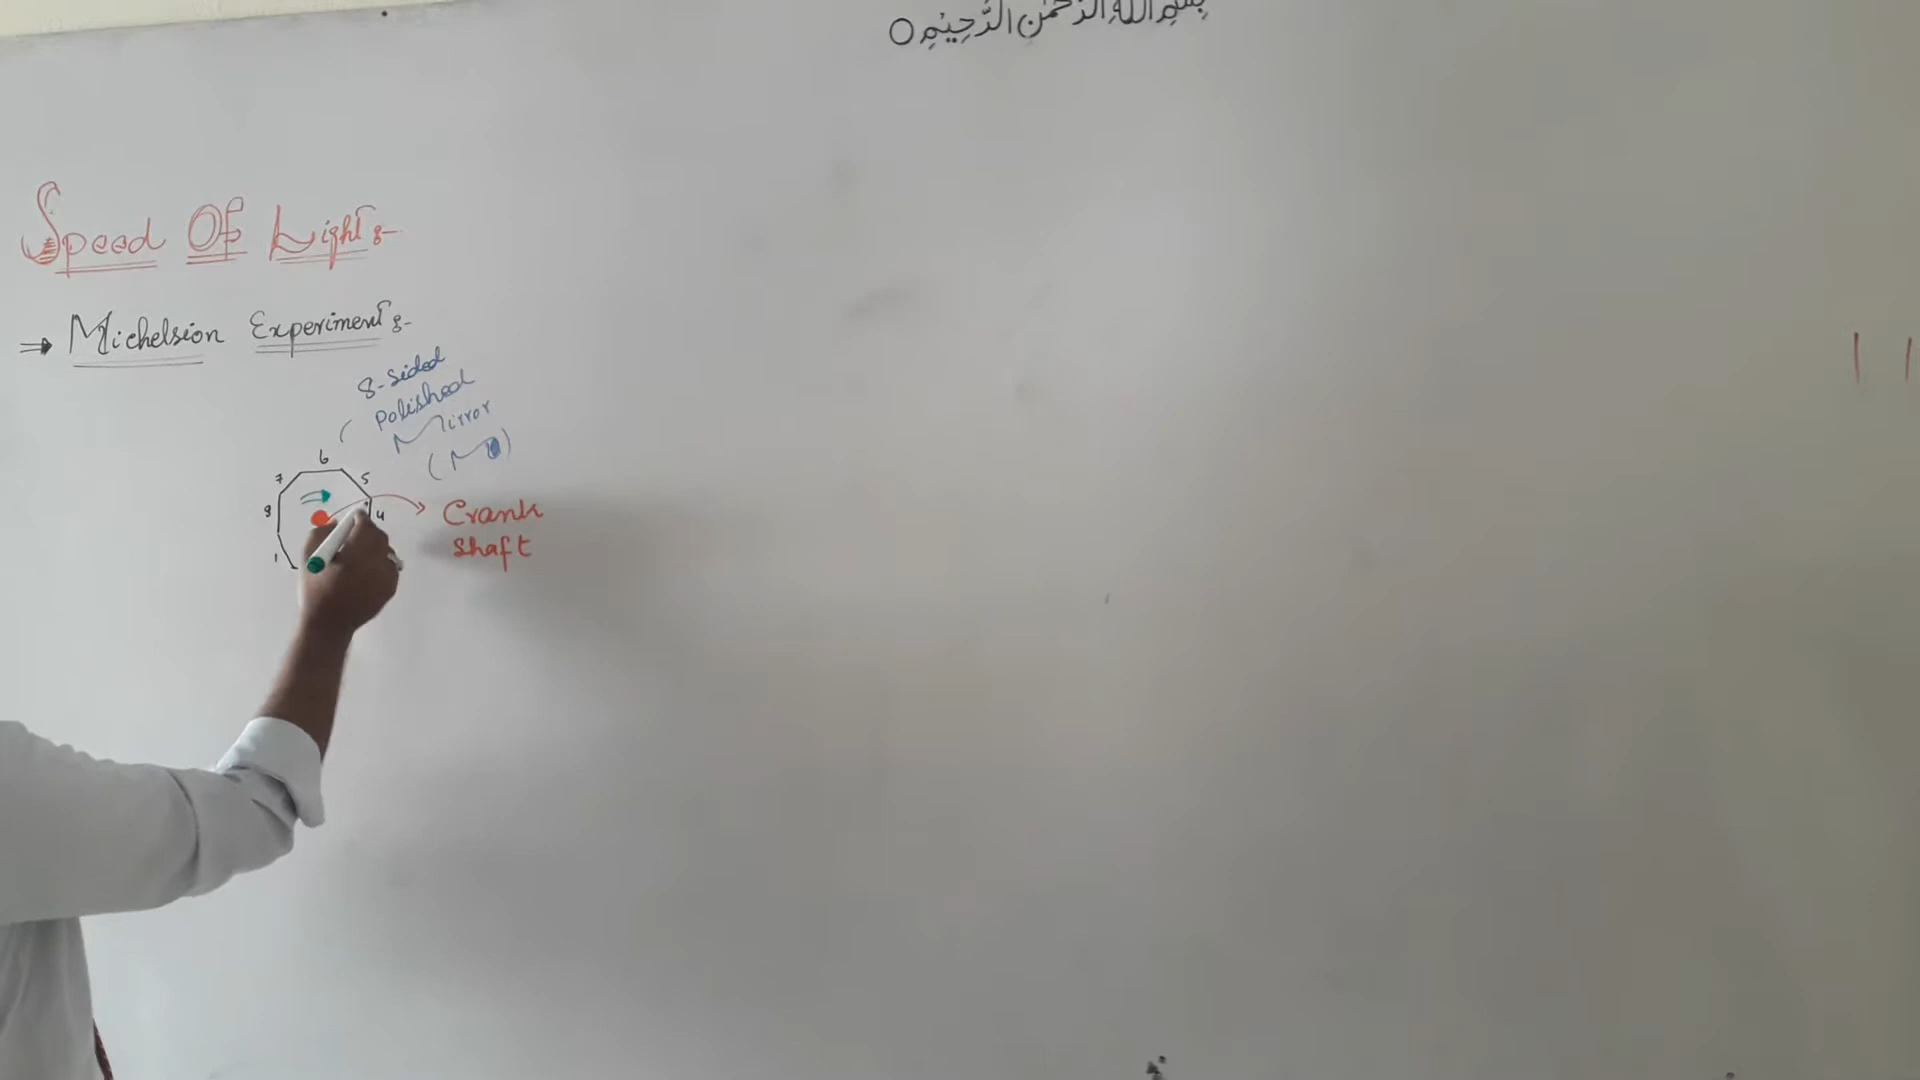 بِسْمِ اللهِ الرَّحْمٰنِ الرَّحِيْمِ
Speed Of Light :-
⇒ Michelsion Experiment :-
8-Sided
Polished
Mirror
6
7
5
8
4
1
Crank
Shaft